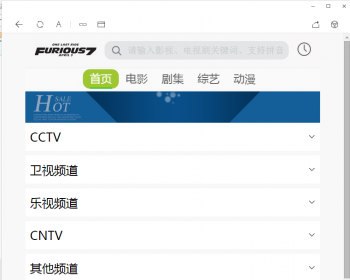 A
ONE LAST RIDE
FURIOUS 7
APRIL 7
请输入影视、电视剧关键词、支持拼音
首页 电影 剧集 综艺 动漫
SALE
HOT
CCTV
卫视频道
乐视频道
CNTV
其他频道